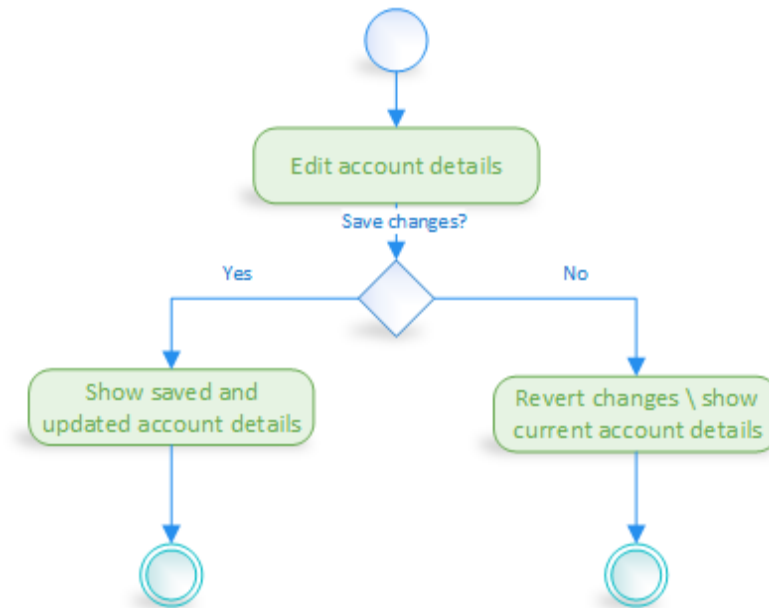 Edit account details
Save changes?
Yes
No
Show saved and
updated account details
Revert changes \ show
current account details